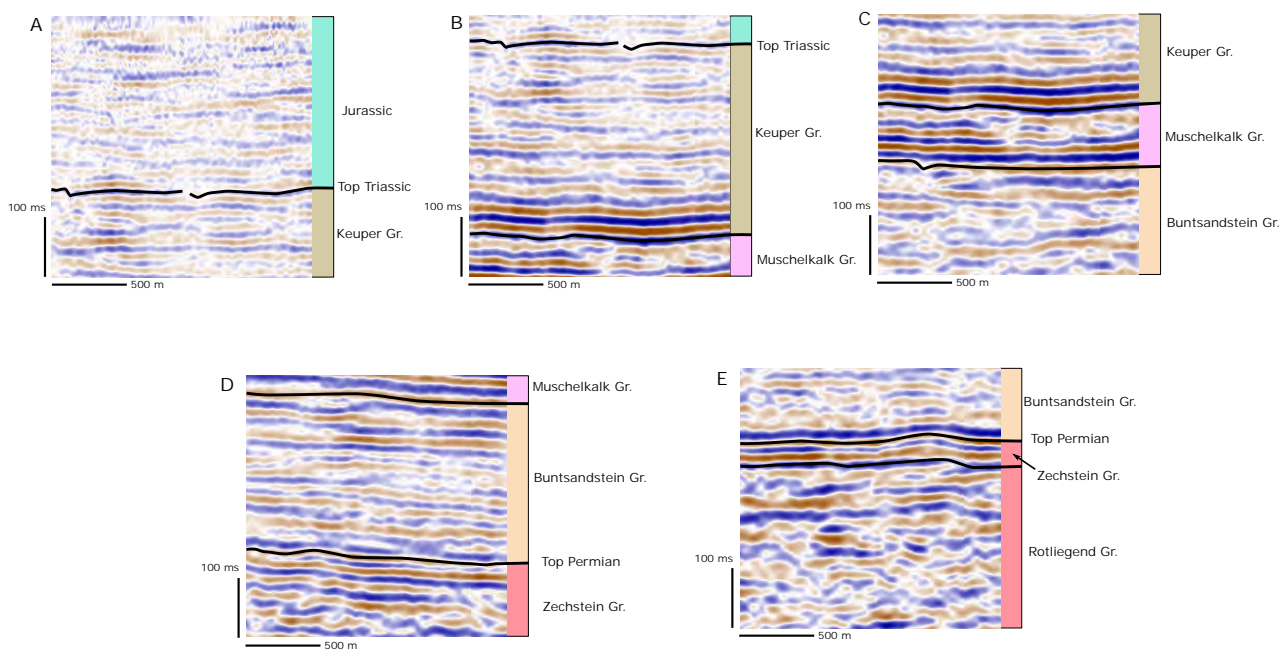 A
Jurassic
Top Triassic
Keuper Gr.
100 ms
500 m
B
Top Triassic
Keuper Gr.
Muschelkalk Gr.
100 ms
500 m
C
Keuper Gr.
Muschelkalk Gr.
Buntsandstein Gr.
100 ms
500 m
D
Muschelkalk Gr.
Buntsandstein Gr.
Top Permian
Zechstein Gr.
100 ms
500 m
E
Buntsandstein Gr.
Top Permian
Zechstein Gr.
Rotliegend Gr.
100 ms
500 m